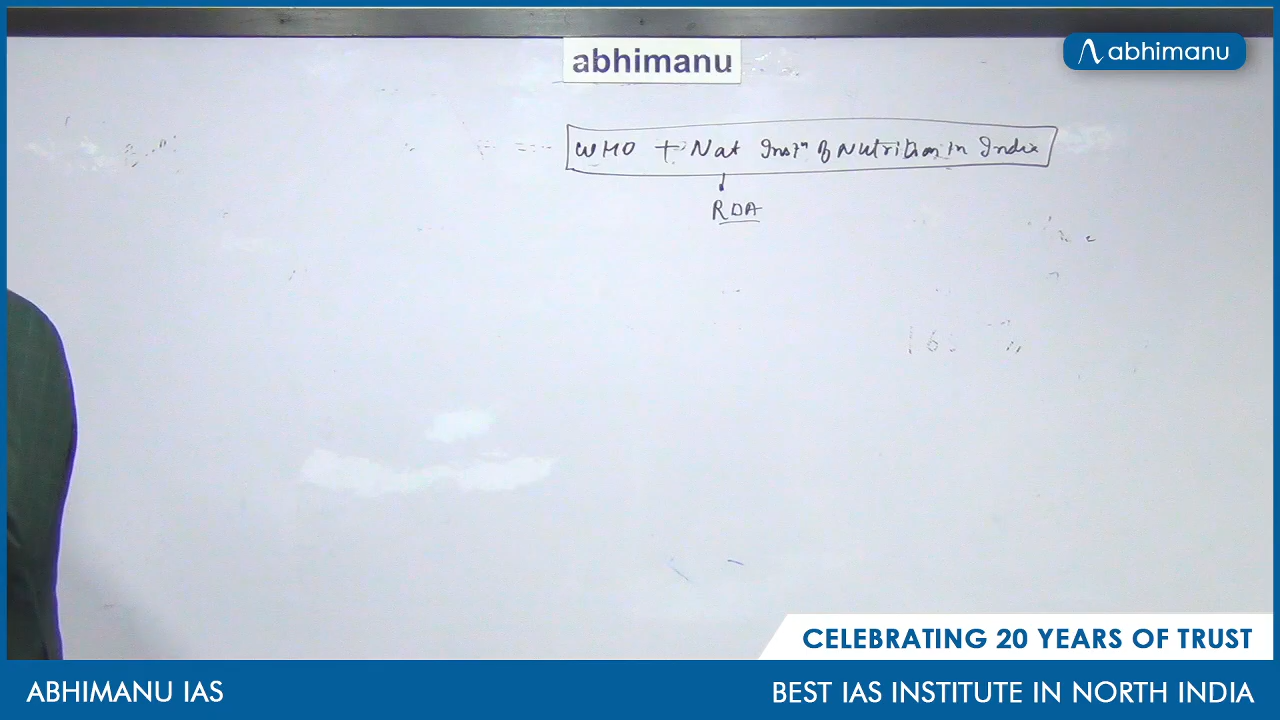 abhimanu
abhimanu
WHO + Nat Instn of Nutrition in India
RDA
CELEBRATING 20 YEARS OF TRUST
ABHIMANU IAS
BEST IAS INSTITUTE IN NORTH INDIA